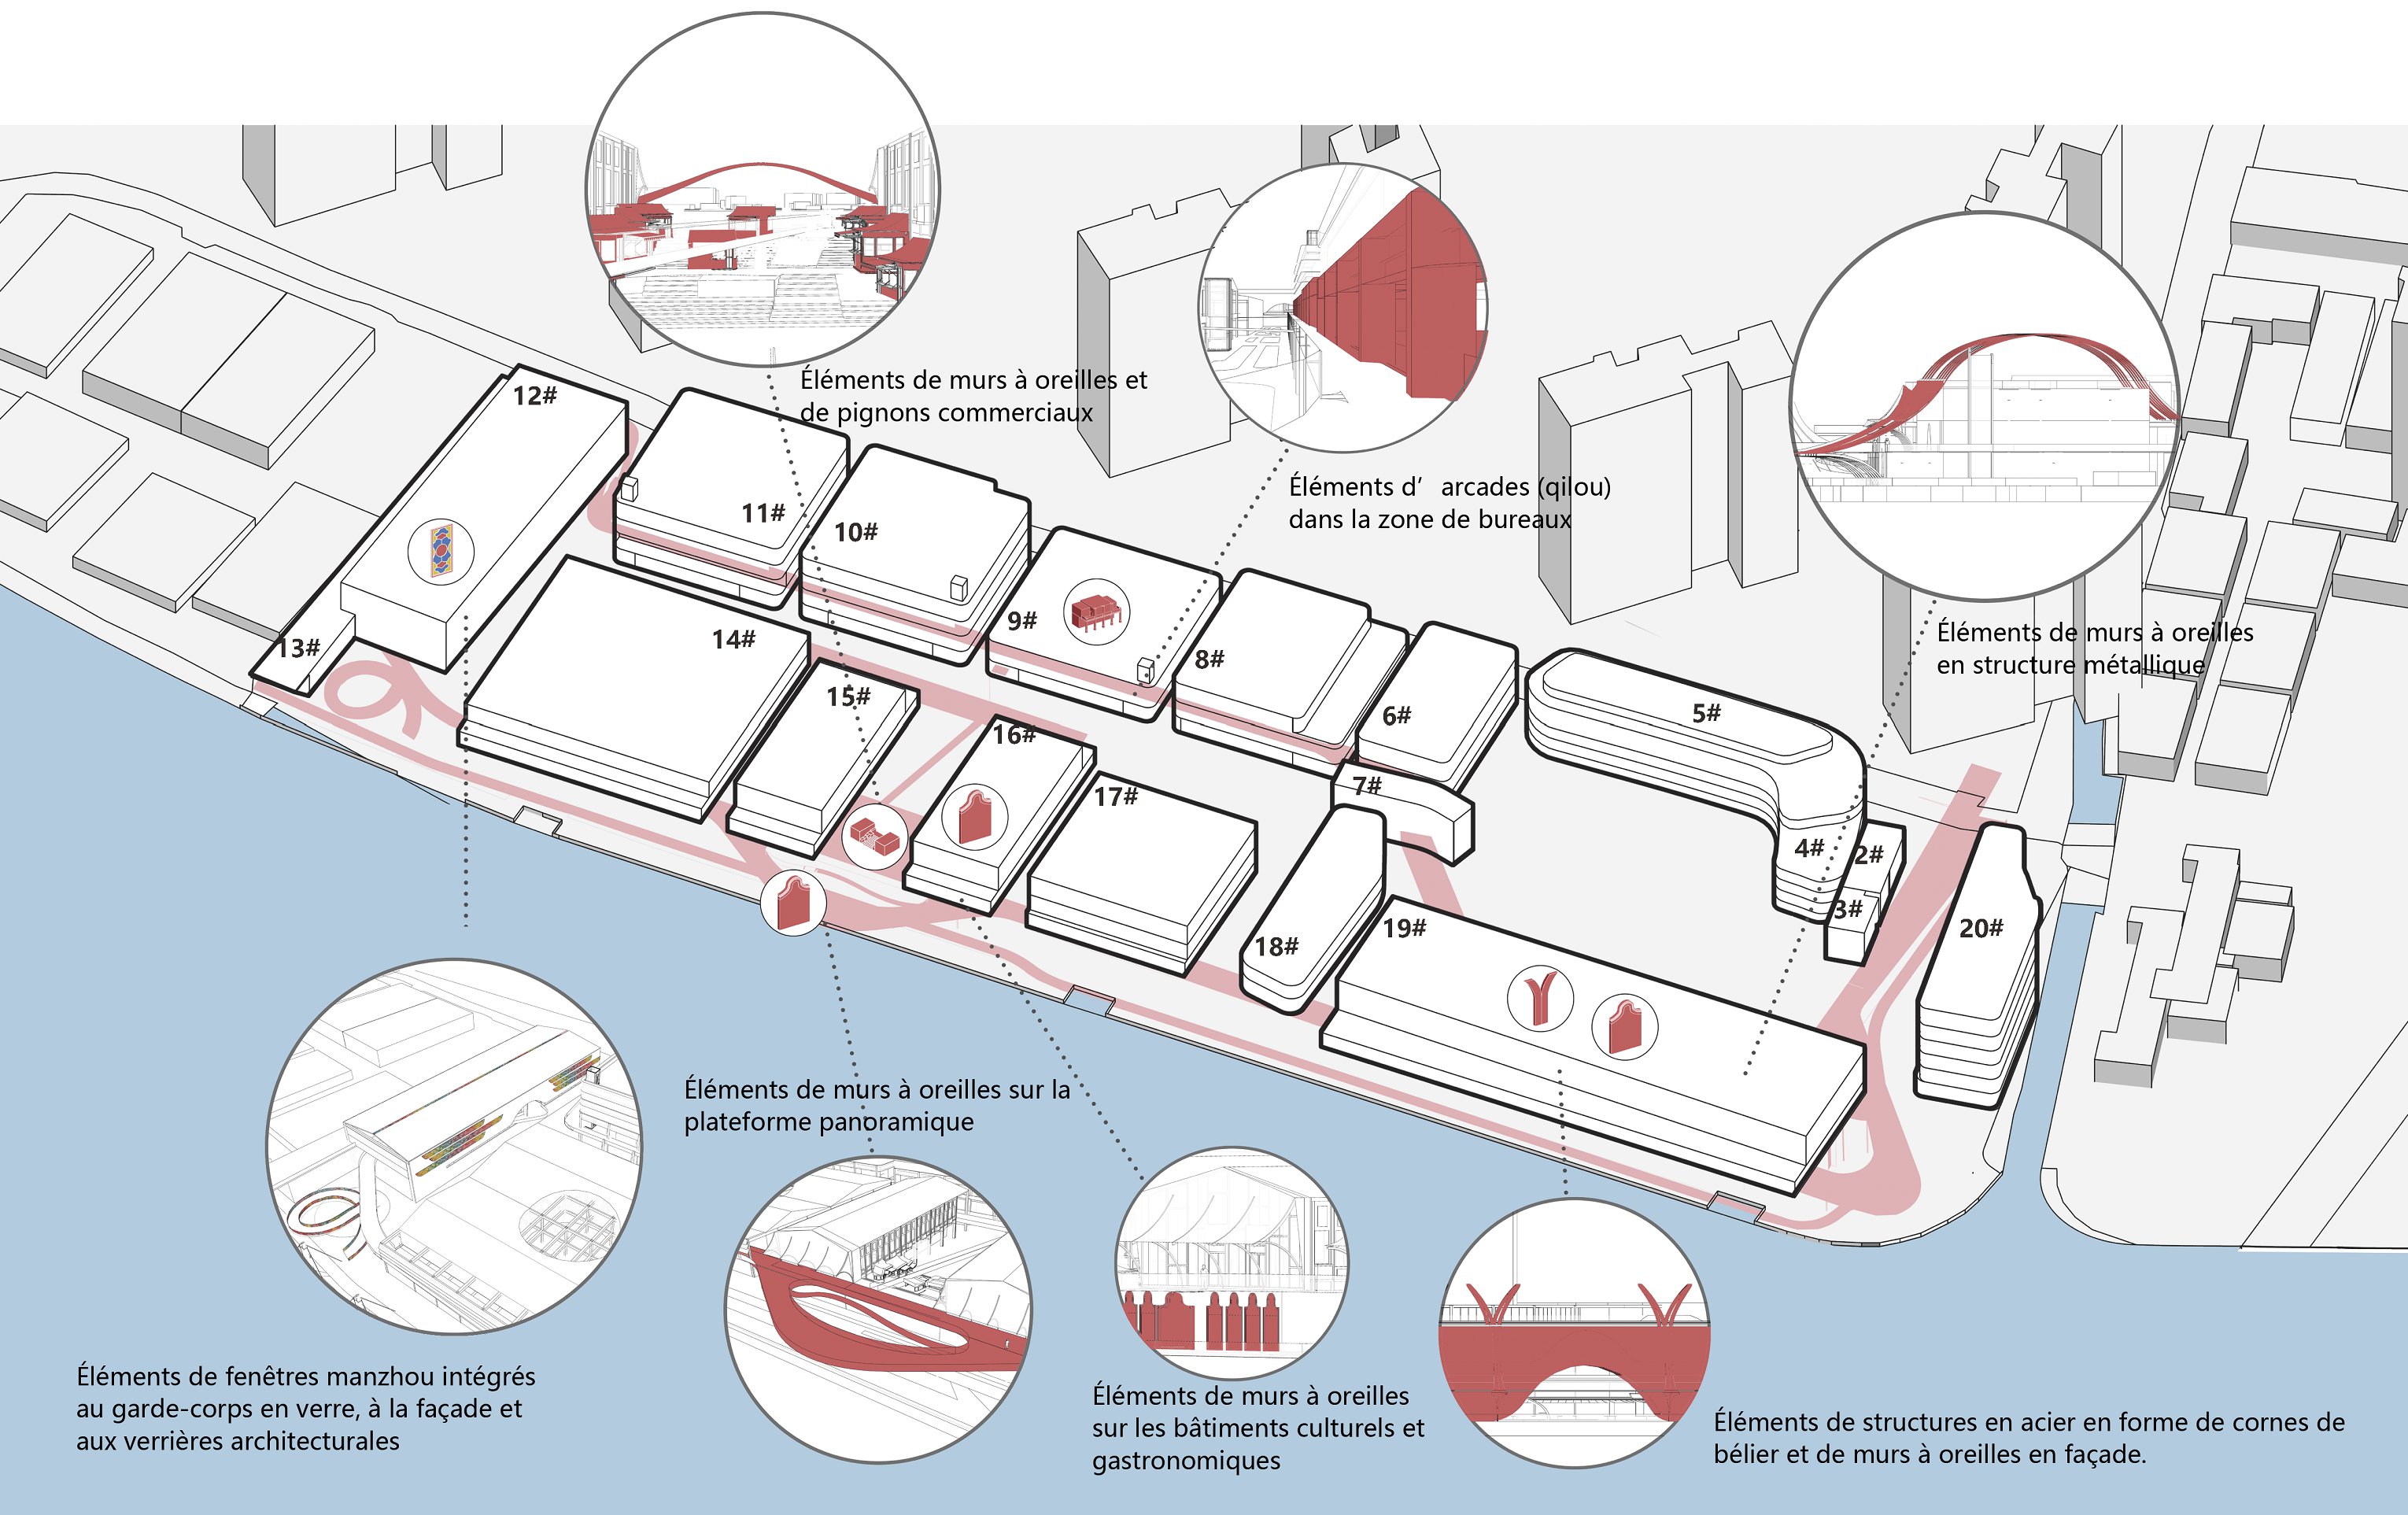 Éléments de murs à oreilles et
de pignons commerciaux
Éléments d’ arcades (qilou)
dans la zone de bureaux
Éléments de murs à oreilles
en structure métallique
12#
11#
10#
9#
8#
6#
5#
7#
13#
14#
15#
16#
17#
4#
2#
3#
18#
19#
20#
Éléments de murs à oreilles sur la
plateforme panoramique
Éléments de fenêtres manzhou intégrés
au garde-corps en verre, à la façade et
aux verrières architecturales
Éléments de murs à oreilles
sur les bâtiments culturels et
gastronomiques
Éléments de structures en acier en forme de cornes de
bélier et de murs à oreilles en façade.